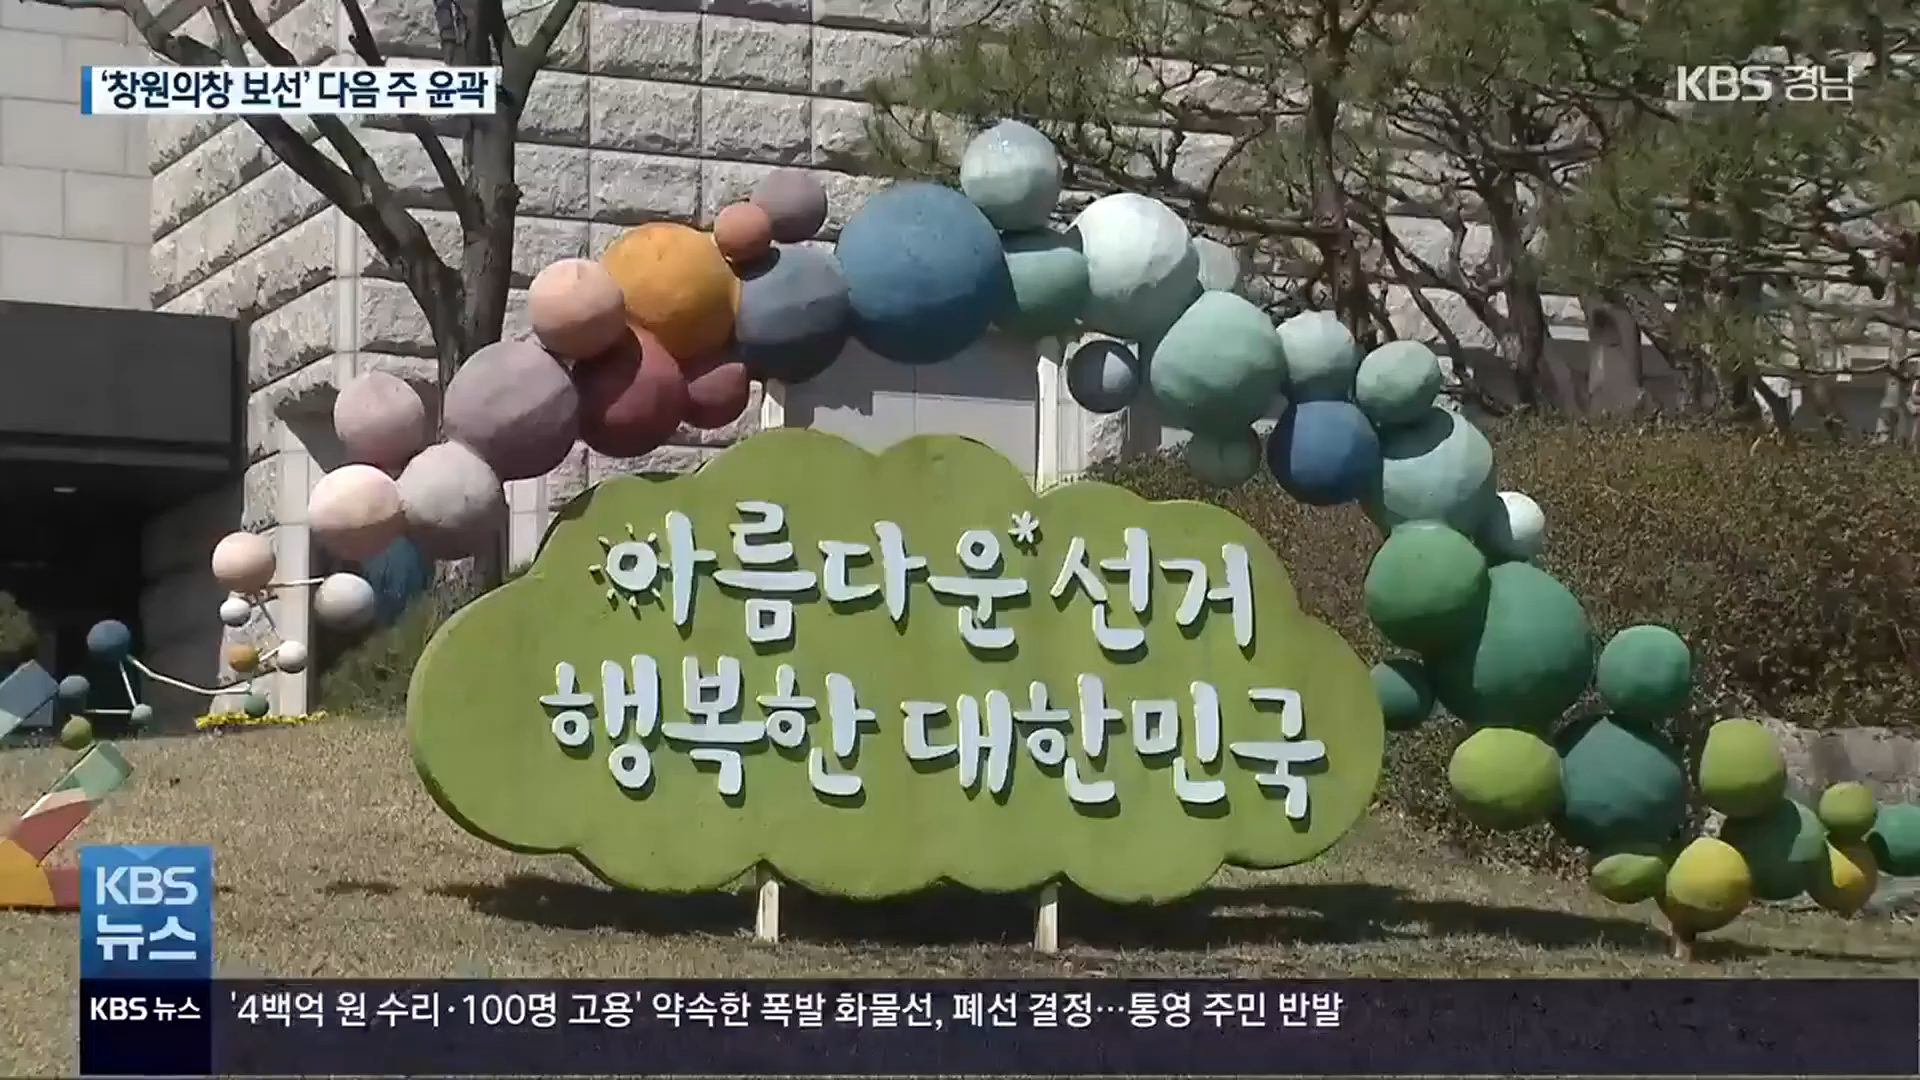 ‘창원의창 보선’ 다음 주 윤곽
KBS 경남
아름다운 선거
행복한 대한민국
KBS
뉴스
KBS 뉴스
'4백억 원 수리·100명 고용' 약속한 폭발 화물선, 폐선 결정…통영 주민 반발